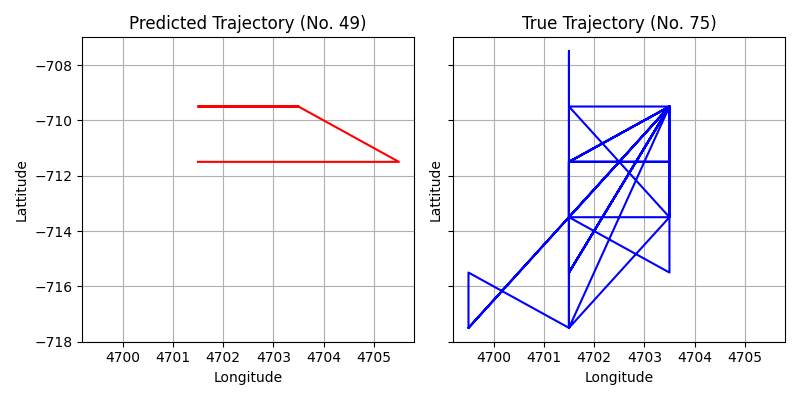 Predicted Trajectory (No. 49)
True Trajectory (No. 75)
−708
−710
−712
−714
−716
−718
Lattitude
Lattitude
4700 4701 4702 4703 4704 4705
4700 4701 4702 4703 4704 4705
Longitude
Longitude